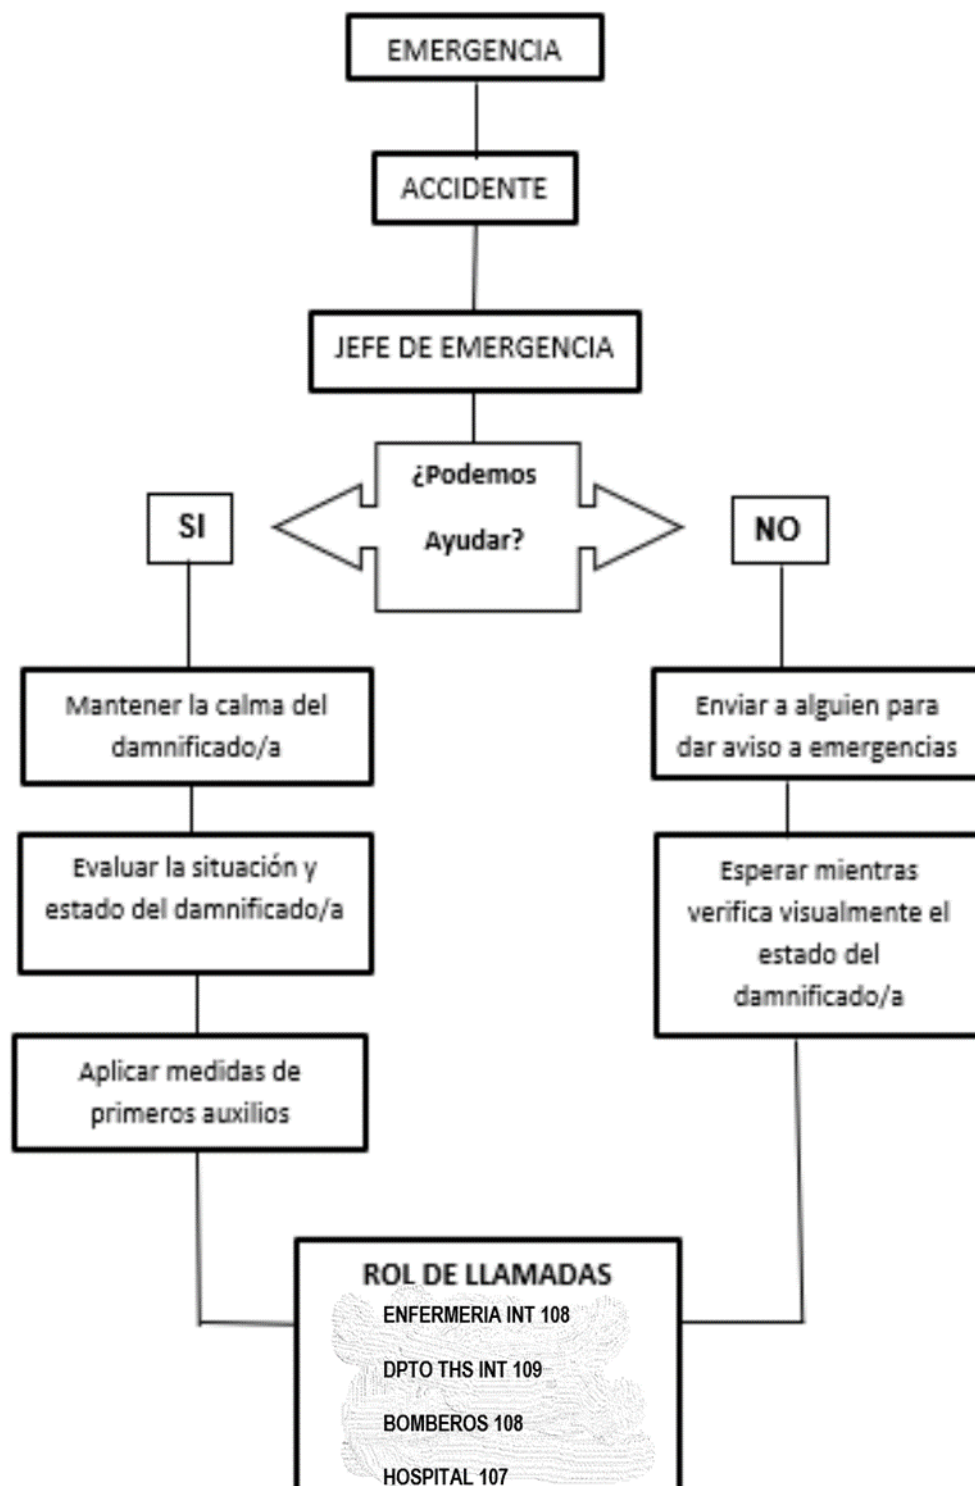 EMERGENCIA
ACCIDENTE
JEFE DE EMERGENCIA
¿Podemos
Ayudar?
SI
NO
Mantener la calma del
damnificado/a
Enviar a alguien para
dar aviso a emergencias
Evaluar la situación y
estado del damnificado/a
Esperar mientras
verifica visualmente el
estado del
damnificado/a
Aplicar medidas de
primeros auxilios
ROL DE LLAMADAS
ENFERMERIA INT 108
DPTO THS INT 109
BOMBEROS 108
HOSPITAL 107